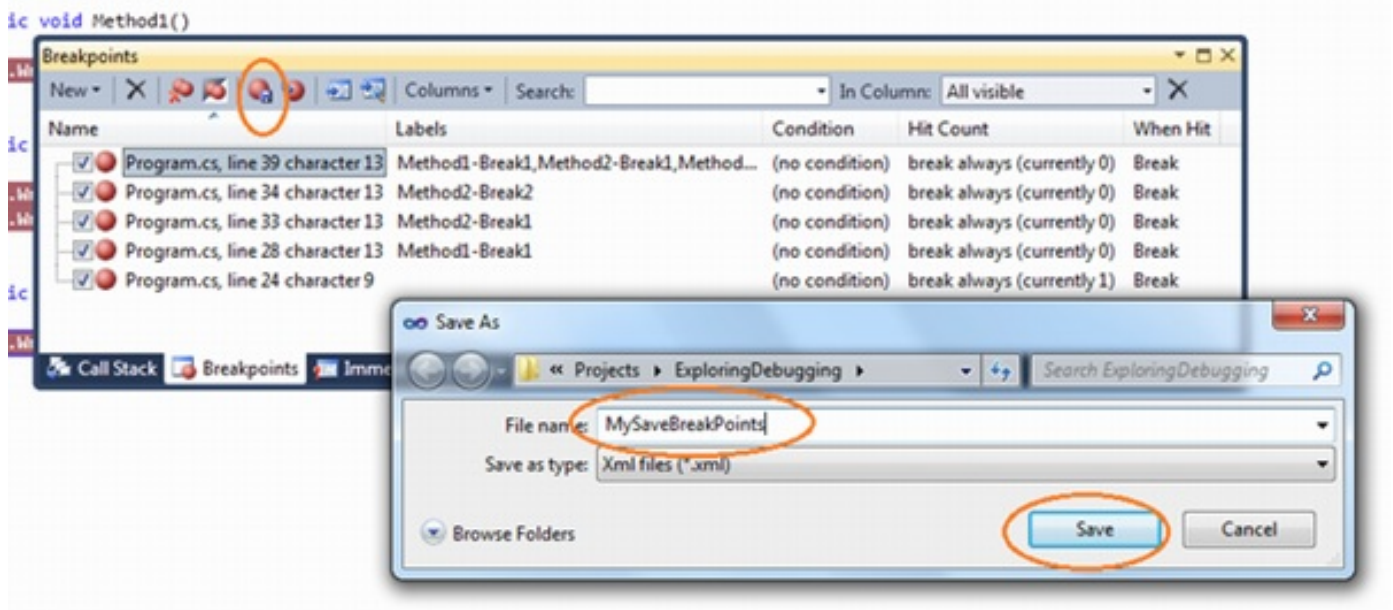 ic void Method1()
Breakpoints
.Wr
New Columns Search: In Column: All visible
Name Labels Condition Hit Count When Hit
ic
Program.cs, line 39 character 13 Method1-Break1,Method2-Break1,Method... (no condition) break always (currently 0) Break
.Wr
Program.cs, line 34 character 13 Method2-Break2 (no condition) break always (currently 0) Break
.Wr
Program.cs, line 33 character 13 Method2-Break1 (no condition) break always (currently 0) Break
Program.cs, line 28 character 13 Method1-Break1 (no condition) break always (currently 0) Break
ic
Program.cs, line 24 character 9 (no condition) break always (currently 1) Break
Save As
.Wr
Call Stack Breakpoints Imme
« Projects ExploringDebugging Search ExploringDebugging
File name: MySaveBreakPoints
Save as type: Xml files (*.xml)
Browse Folders Save Cancel